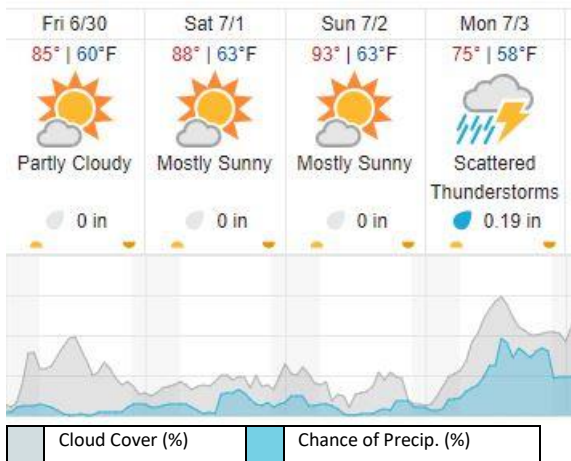 Fri 6/30 Sat 7/1 Sun 7/2 Mon 7/3
85° | 60°F 88° | 63°F 93° | 63°F 75° | 58°F
Partly Cloudy Mostly Sunny Mostly Sunny Scattered
Thunderstorms
0 in 0 in 0 in 0.19 in
Cloud Cover (%) Chance of Precip. (%)